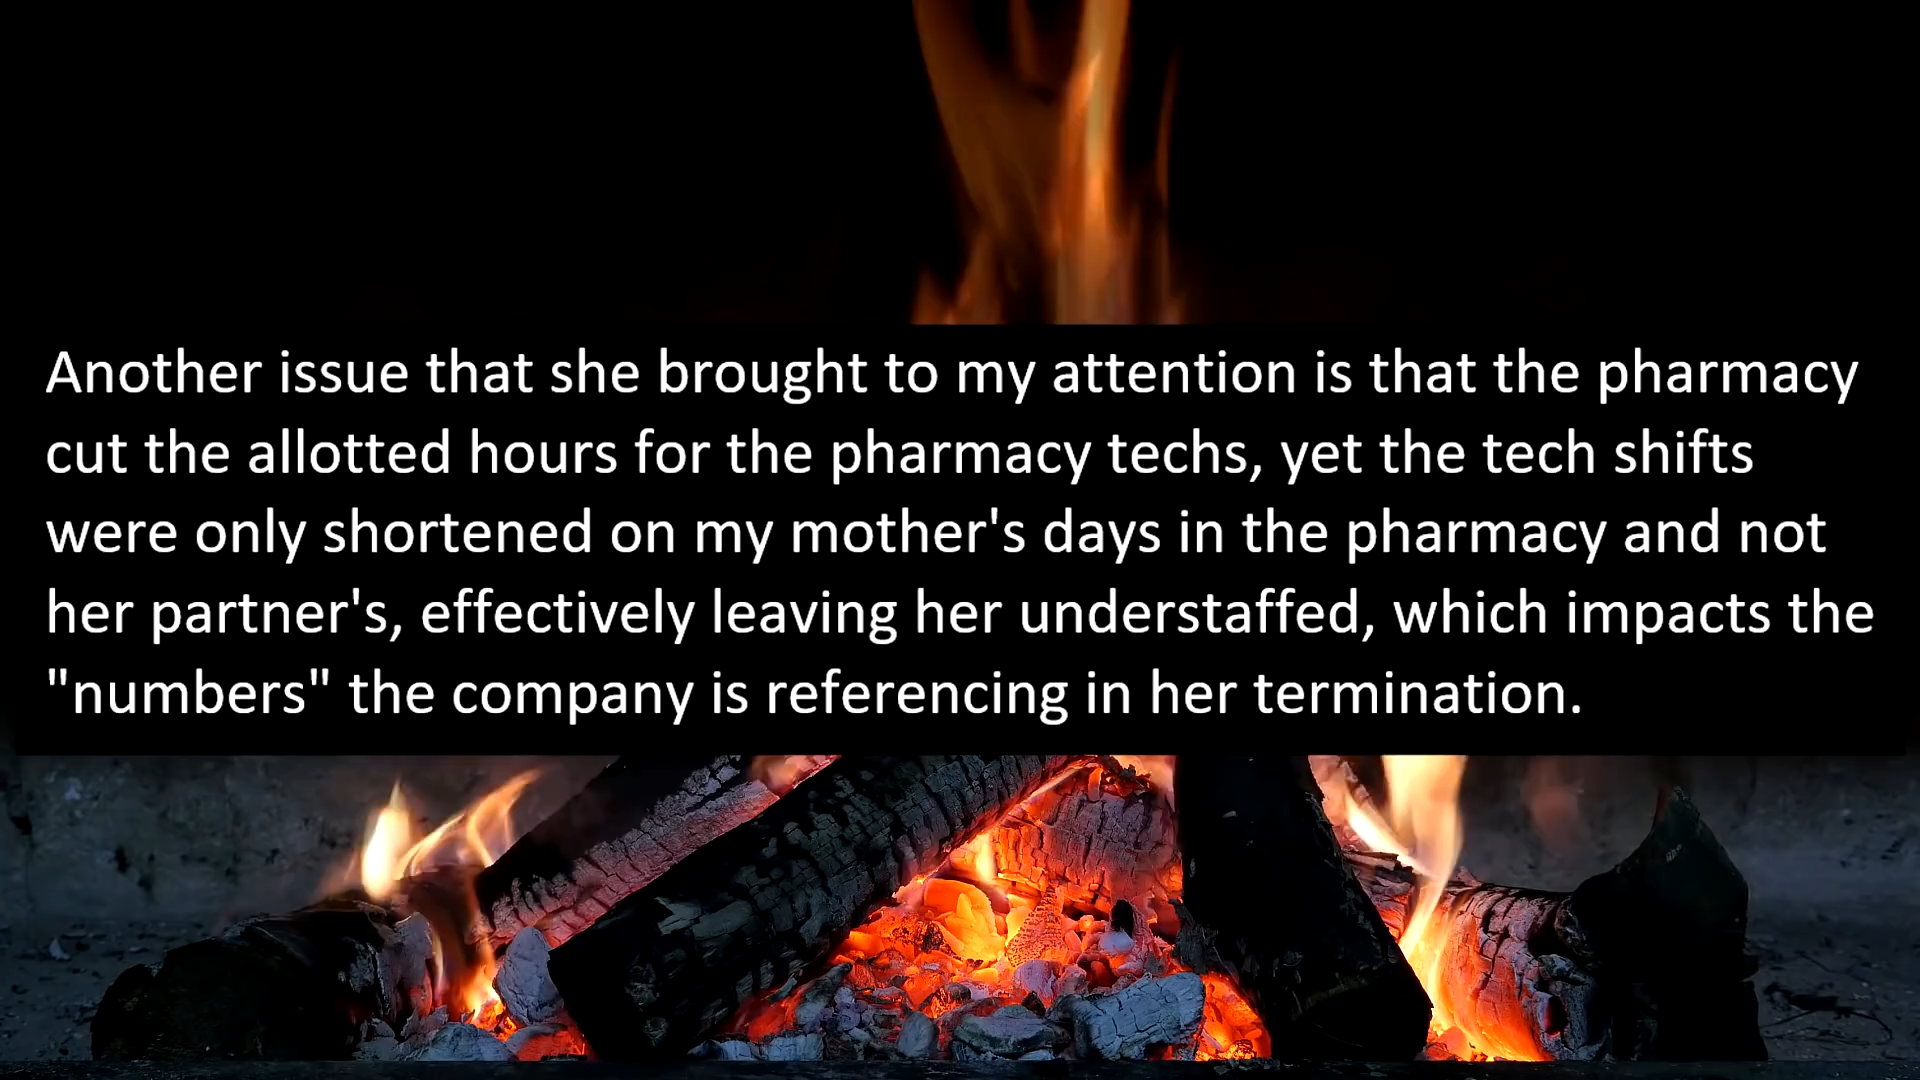 Another issue that she brought to my attention is that the pharmacy
cut the allotted hours for the pharmacy techs, yet the tech shifts
were only shortened on my mother's days in the pharmacy and not
her partner's, effectively leaving her understaffed, which impacts the
"numbers" the company is referencing in her termination.